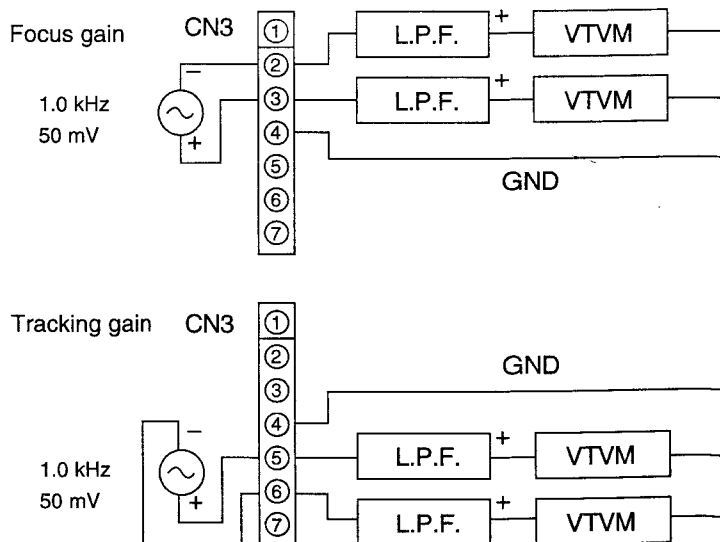 Focus gain CN3 ① L.P.F. + VTVM
② −
1.0 kHz ③ L.P.F. + VTVM
50 mV + ④
⑤ GND
⑥
⑦
Tracking gain CN3 ①
②
③ GND
④
− ⑤ L.P.F. + VTVM
1.0 kHz
50 mV + ⑥ L.P.F. + VTVM
⑦